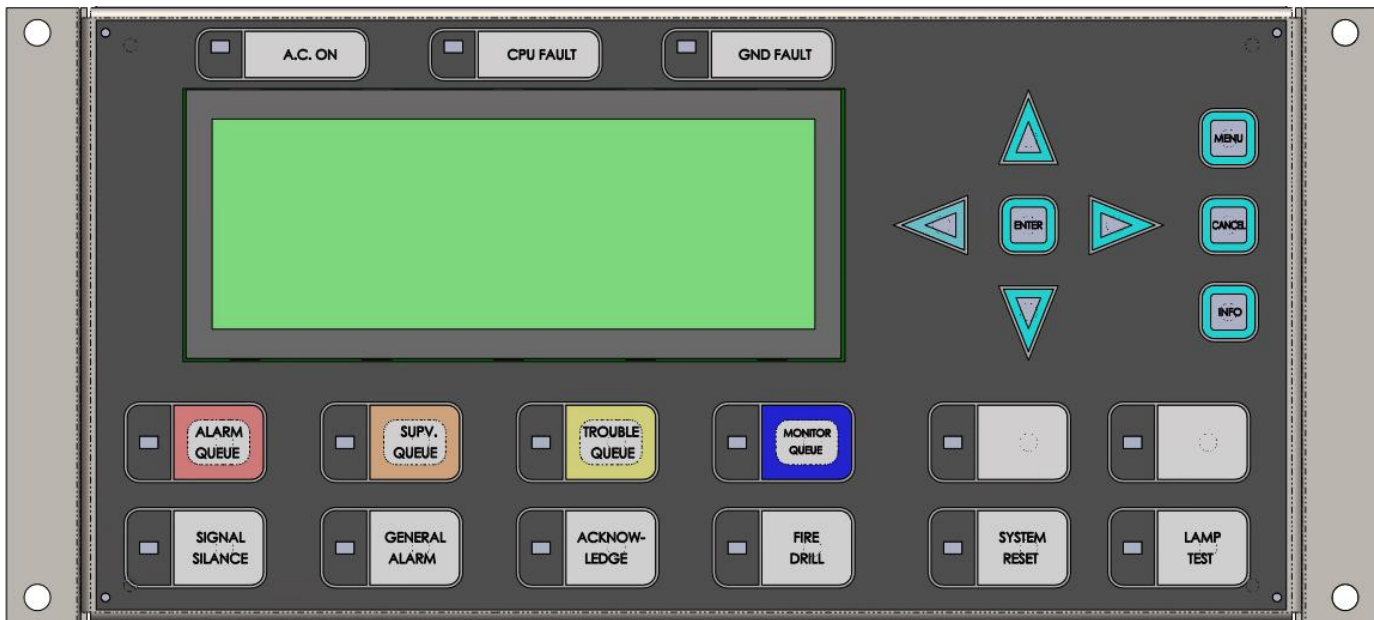 A.C. ON
CPU FAULT
GND FAULT
MENU
ENTER
CANCEL
INFO
ALARM
QUEUE
SUPV.
QUEUE
TROUBLE
QUEUE
MONITOR
QUEUE
SIGNAL
SILANCE
GENERAL
ALARM
ACKNOW-
LEDGE
FIRE
DRILL
SYSTEM
RESET
LAMP
TEST